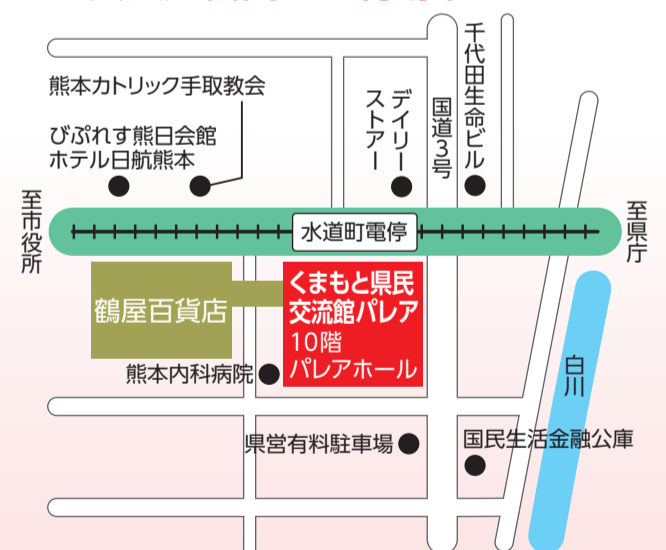 千代田生命ビル
国道3号
デイリー
ストアー
熊本カトリック手取教会
びぷれす熊日会館
ホテル日航熊本
至市役所
水道町電停
至県庁
鶴屋百貨店
くまもと県民
交流館パレア
10階
パレアホール
熊本内科病院
白川
県営有料駐車場
国民生活金融公庫